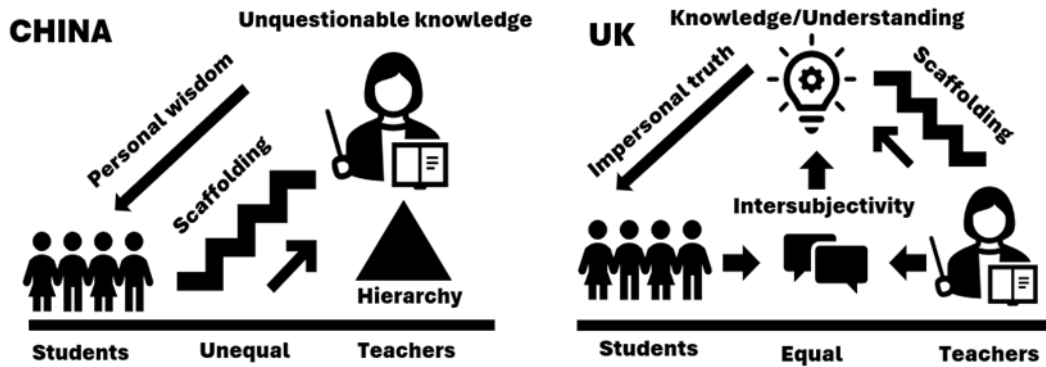 CHINA
Unquestionable knowledge
Personal wisdom
Scaffolding
Hierarchy
Students
Unequal
Teachers
UK
Knowledge/Understanding
Impersonal truth
Scaffolding
Intersubjectivity
Students
Equal
Teachers